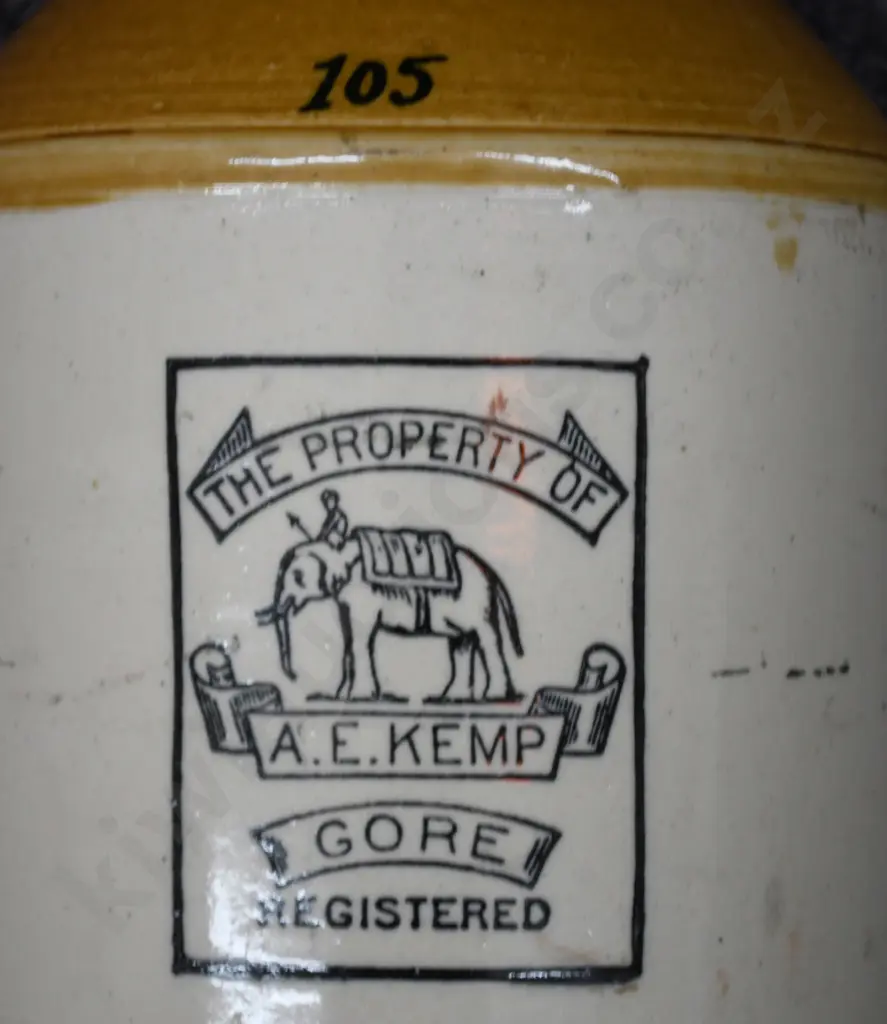 105
THE PROPERTY OF
A.E.KEMP
GORE
REGISTERED